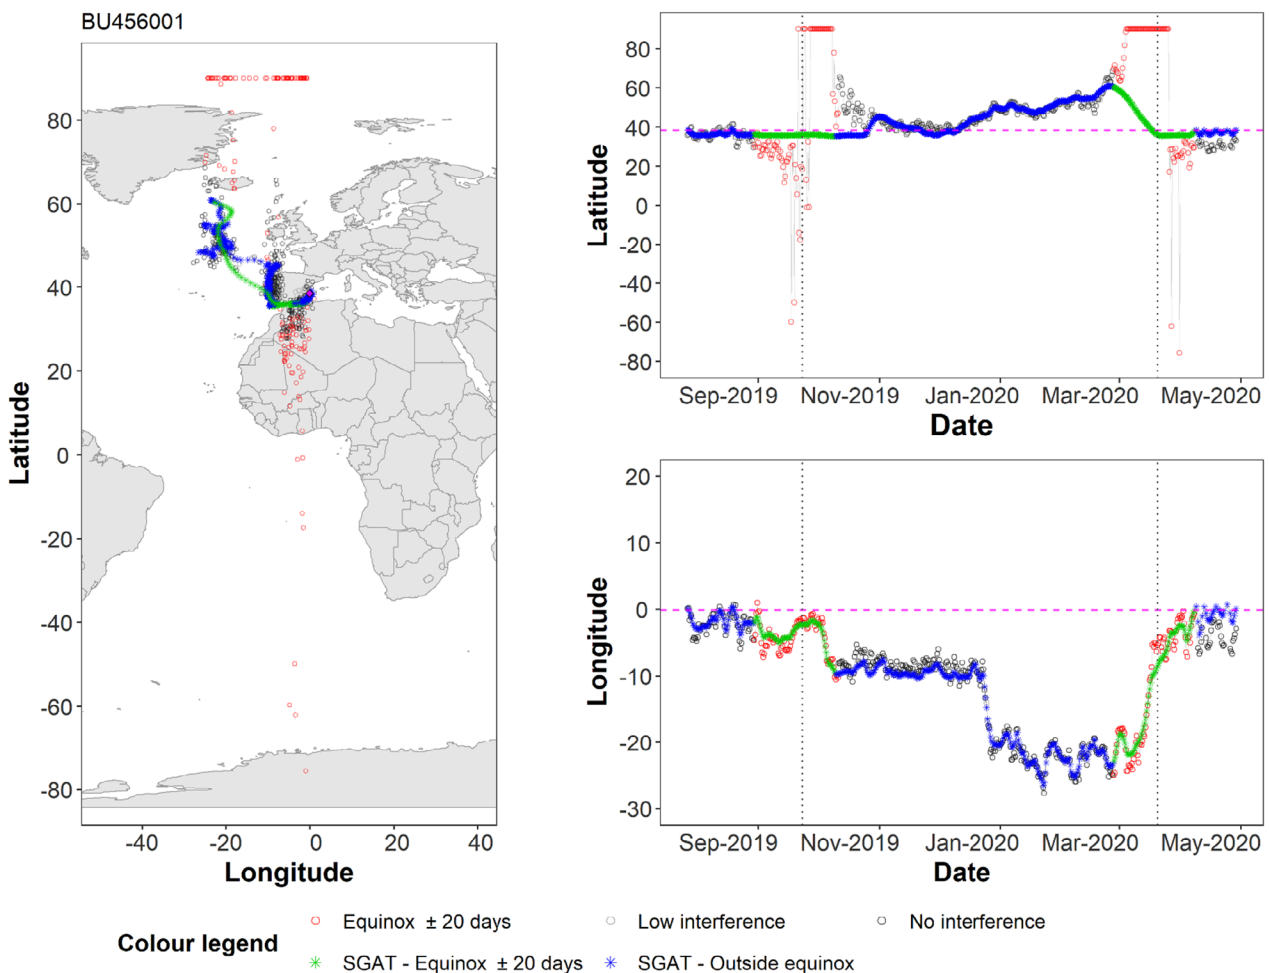 BU456001
80
60
40
20
0
-20
-40
-60
-80
Latitude
-40
-20
0
20
40
Longitude
80
60
40
20
0
-20
-40
-60
-80
Latitude
Sep-2019
Nov-2019
Jan-2020
Mar-2020
May-2020
Date
20
10
0
-10
-20
-30
Longitude
Sep-2019
Nov-2019
Jan-2020
Mar-2020
May-2020
Date
Colour legend
Equinox ± 20 days
Low interference
No interference
SGAT - Equinox ± 20 days
SGAT - Outside equinox